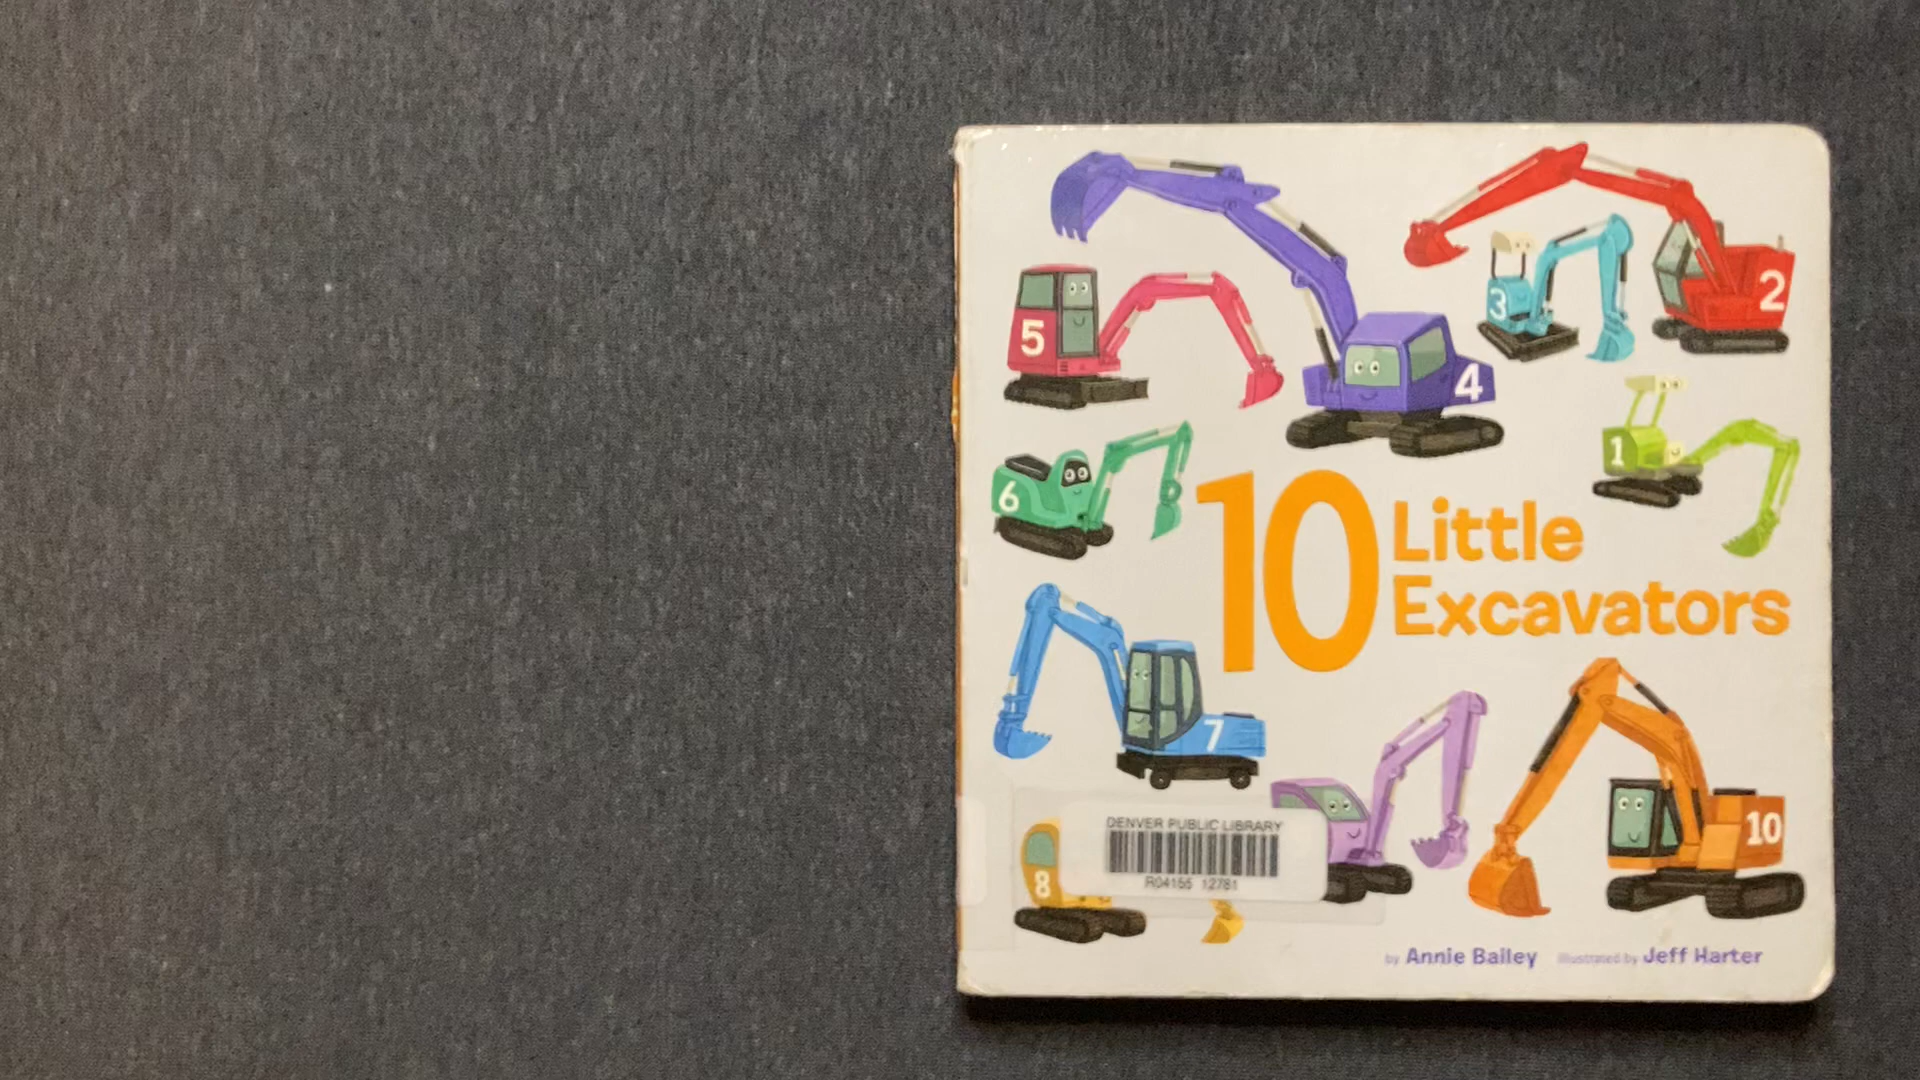 2
3
5
4
1
6
10 Little
Excavators
7
10
DENVER PUBLIC LIBRARY
R04155 12781
8
by Annie Bailey illustrated by Jeff Harter